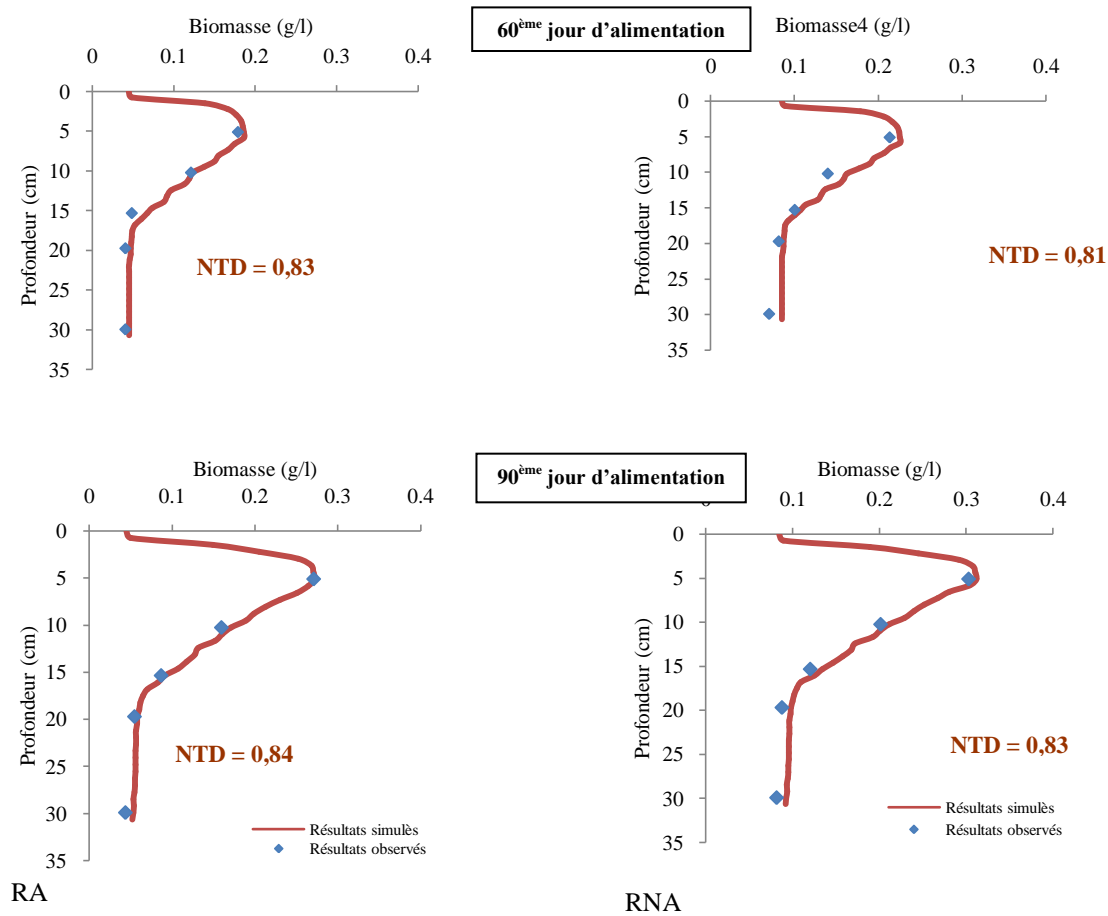 60ème jour d'alimentation
Biomasse (g/l)
0 0.1 0.2 0.3 0.4
0
5
10
15
20
25
30
35
Profondeur (cm)
NTD = 0,83
Biomasse4 (g/l)
0 0.1 0.2 0.3 0.4
0
5
10
15
20
25
30
35
Profondeur (cm)
NTD = 0,81
90ème jour d'alimentation
Biomasse (g/l)
0 0.1 0.2 0.3 0.4
0
5
10
15
20
25
30
35
Profondeur (cm)
NTD = 0,84
Résultats simulès
Résultats observés
RA
Biomasse (g/l)
0 0.1 0.2 0.3 0.4
0
5
10
15
20
25
30
35
Profondeur (cm)
NTD = 0,83
Résultats simulès
Résultats observés
RNA